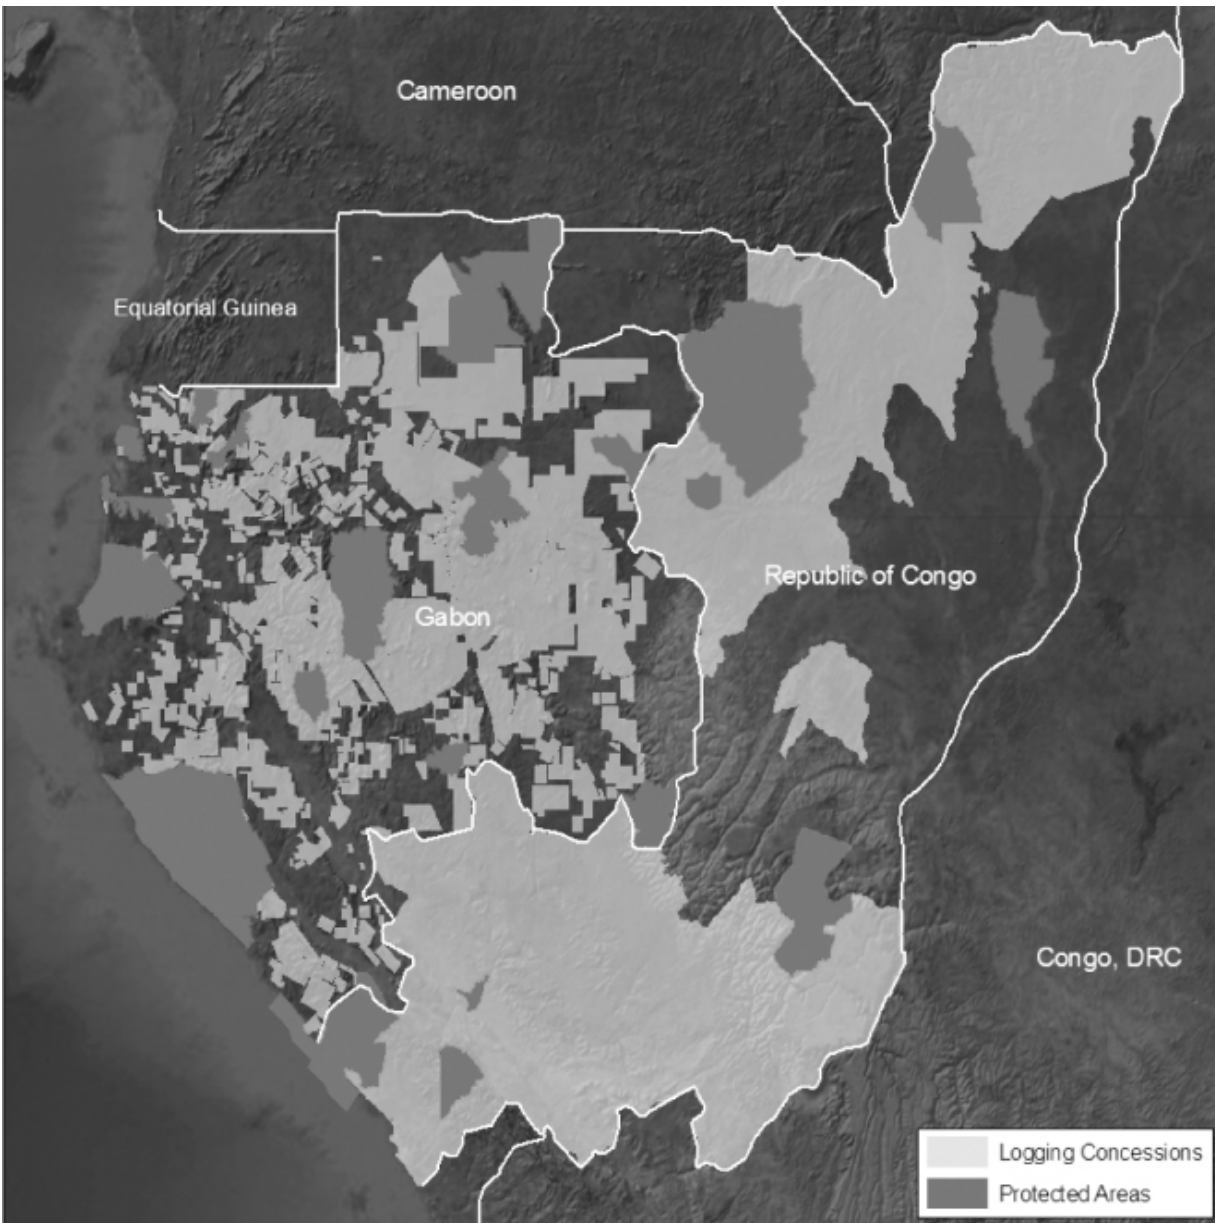 Cameroon
Equatorial Guinea
Republic of Congo
Gabon
Congo, DRC
Logging Concessions
Protected Areas